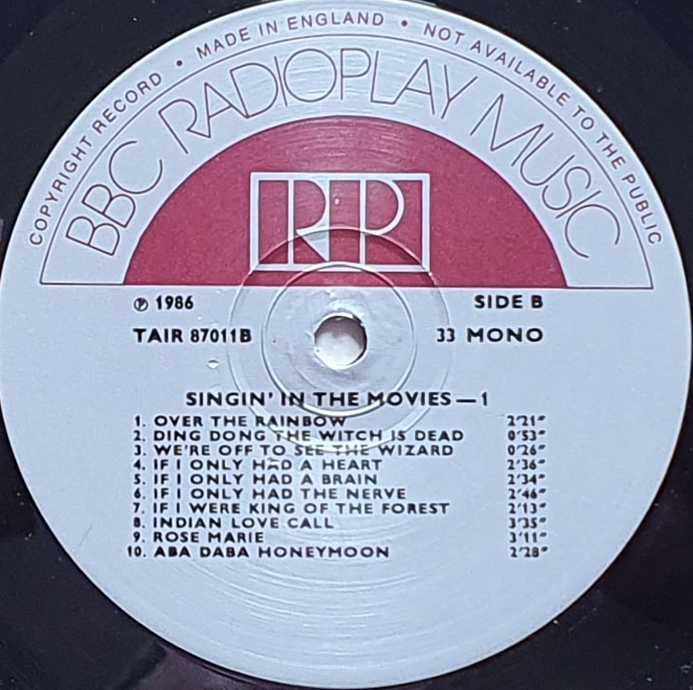 COPYRIGHT RECORD • MADE IN ENGLAND • NOT AVAILABLE TO THE PUBLIC
BBC RADIOPLAY MUSIC
RP
℗ 1986 SIDE B
TAIR 87011B 33 MONO
SINGIN' IN THE MOVIES—1
1. OVER THE RAINBOW 2'21"
2. DING DONG THE WITCH IS DEAD 0'53"
3. WE'RE OFF TO SEE THE WIZARD 0'26"
4. IF I ONLY HAD A HEART 2'36"
5. IF I ONLY HAD A BRAIN 2'34"
6. IF I ONLY HAD THE NERVE 2'46"
7. IF I WERE KING OF THE FOREST 2'13"
8. INDIAN LOVE CALL 3'35"
9. ROSE MARIE 3'11"
10. ABA DABA HONEYMOON 2'28"